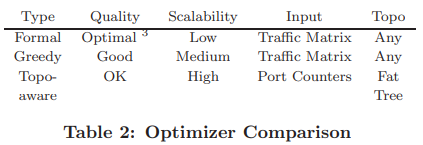 Type Quality Scalability Input Topo
Formal Optimal 3 Low Traffic Matrix Any
Greedy Good Medium Traffic Matrix Any
Topo- OK High Port Counters Fat
aware Tree
Table 2: Optimizer Comparison